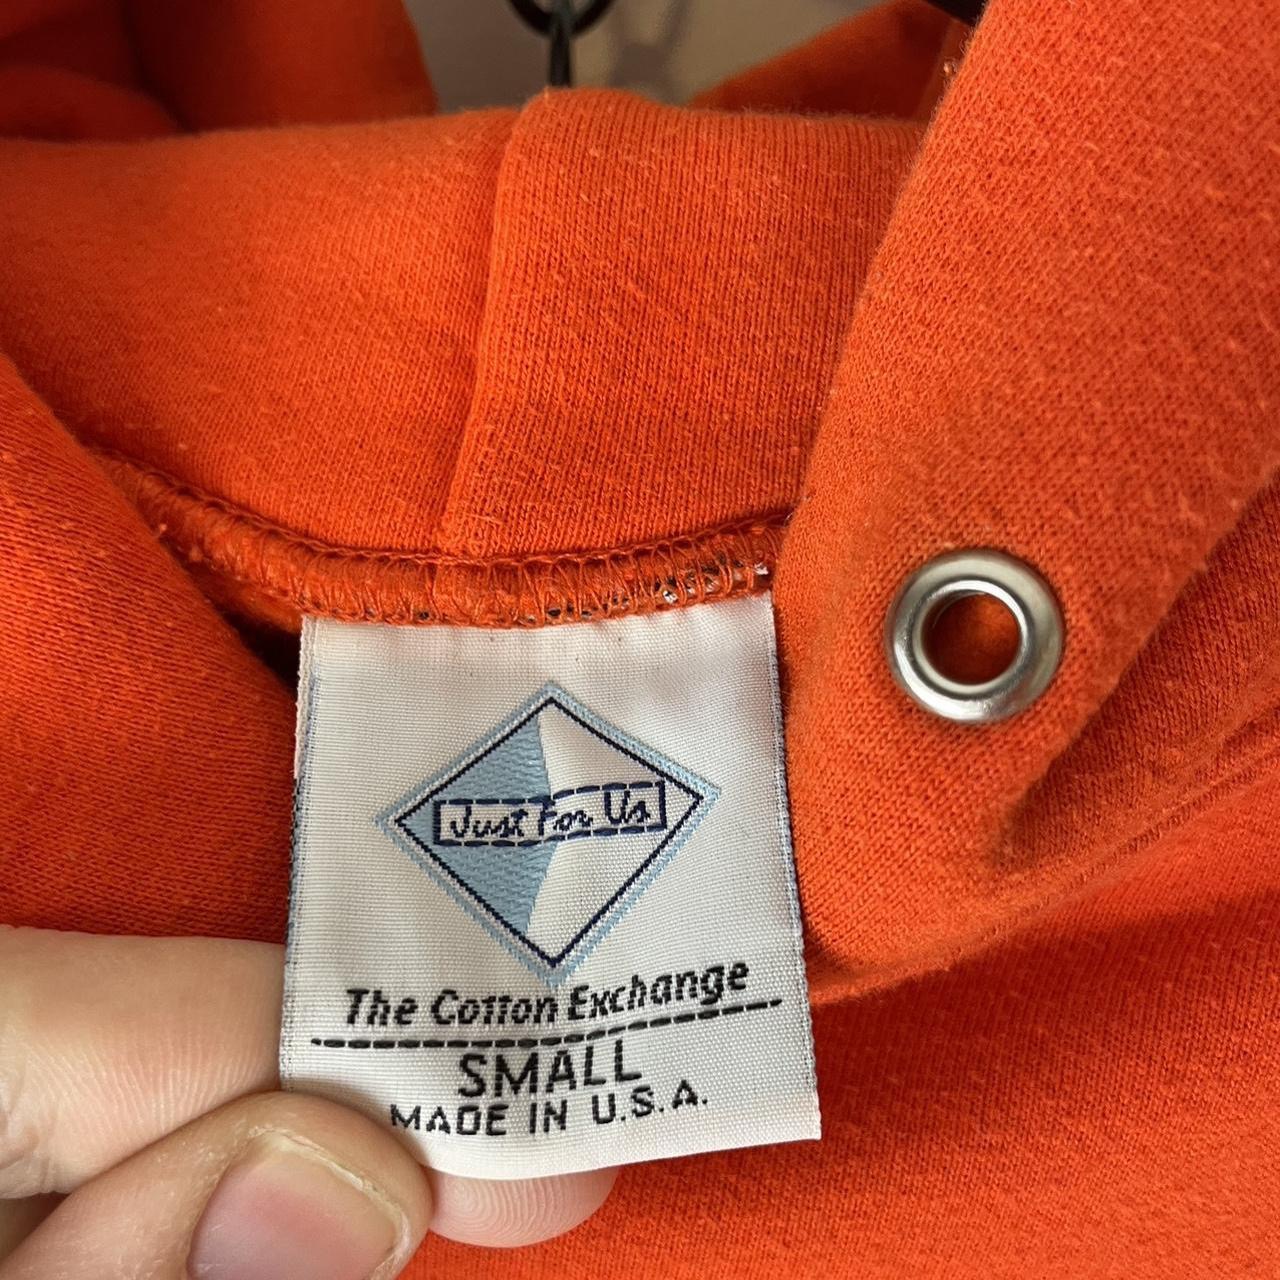 Just For Us
The Cotton Exchange
SMALL
MADE IN U.S.A.